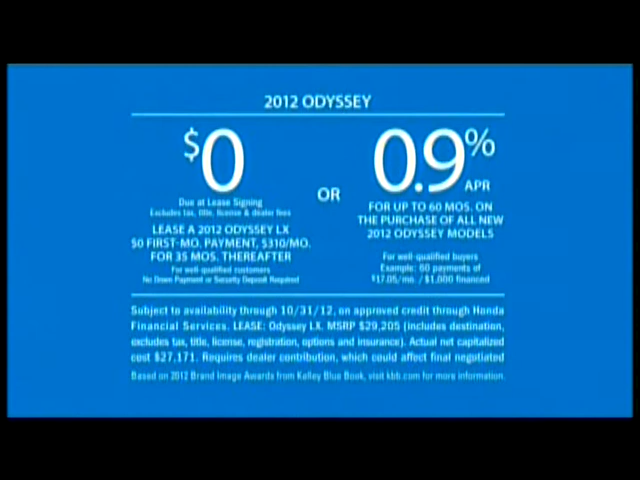 2012 ODYSSEY
$0
Due at Lease Signing
Excludes tax, title, license & dealer fees
LEASE A 2012 ODYSSEY LX
$0 FIRST-MO. PAYMENT, $310/MO.
FOR 35 MOS. THEREAFTER
For well-qualified customers
No Down Payment or Security Deposit Required
OR
0.9%
APR
FOR UP TO 60 MOS. ON
THE PURCHASE OF ALL NEW
2012 ODYSSEY MODELS
For well-qualified buyers
Example: 60 payments of
$17.05/mo. / $1,000 financed
Subject to availability through 10/31/12, on approved credit through Honda
Financial Services. LEASE: Odyssey LX. MSRP $29,205 (includes destination,
excludes tax, title, license, registration, options and insurance). Actual net capitalized
cost $27,171. Requires dealer contribution, which could affect final negotiated
Based on 2012 Brand Image Awards from Kelley Blue Book, visit kbb.com for more information.